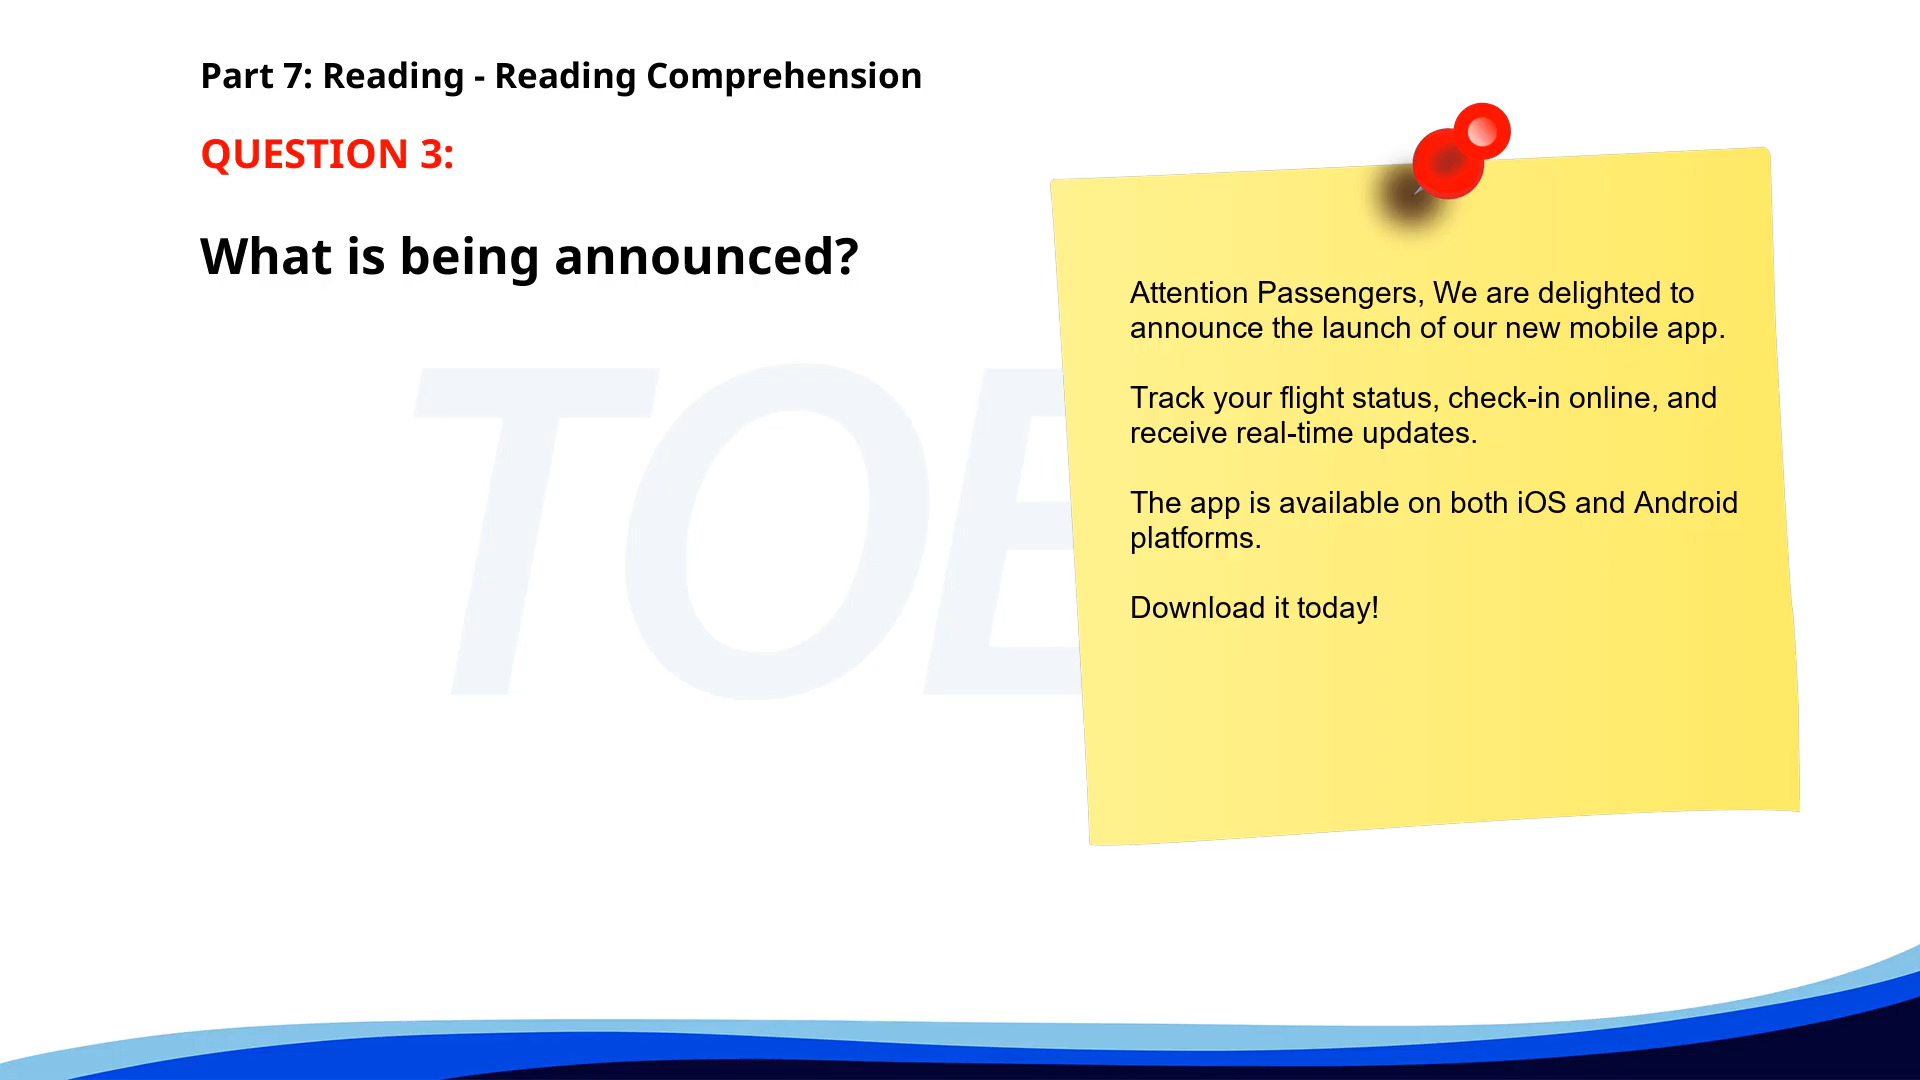 Part 7: Reading - Reading Comprehension
QUESTION 3:
What is being announced?
Attention Passengers, We are delighted to
announce the launch of our new mobile app.
Track your flight status, check-in online, and
receive real-time updates.
The app is available on both iOS and Android
platforms.
Download it today!
TOE